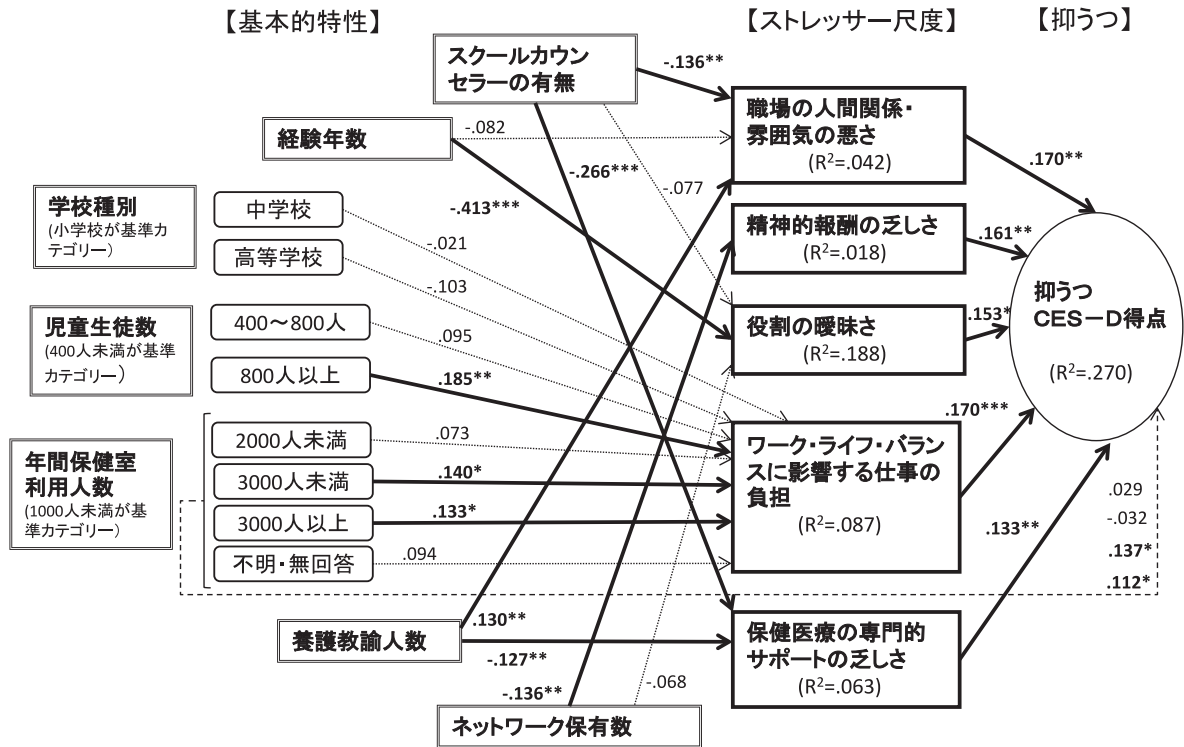 【基本的特性】
【ストレッサー尺度】
【抑うつ】
スクールカウン
セラーの有無
-.136**
経験年数
-.082
職場の人間関係・
雰囲気の悪さ
(R²=.042)
.170**
-.266***
-.077
-.413***
学校種別
(小学校が基準カ
テゴリー)
中学校
-.021
高等学校
-.103
精神的報酬の乏しさ
(R²=.018)
.161**
児童生徒数
(400人未満が基準
カテゴリー)
400〜800人
.095
800人以上
.185**
役割の曖昧さ
(R²=.188)
.153*
抑うつ
CES－D得点
(R²=.270)
年間保健室
利用人数
(1000人未満が基
準カテゴリー)
2000人未満
.073
3000人未満
.140*
3000人以上
.133*
不明・無回答
.094
ワーク・ライフ・バラン
スに影響する仕事の
負担
(R²=.087)
.170***
.133**
.029
-.032
.137*
.112*
養護教諭人数
.130**
-.127**
保健医療の専門的
サポートの乏しさ
(R²=.063)
-.136**
-.068
ネットワーク保有数